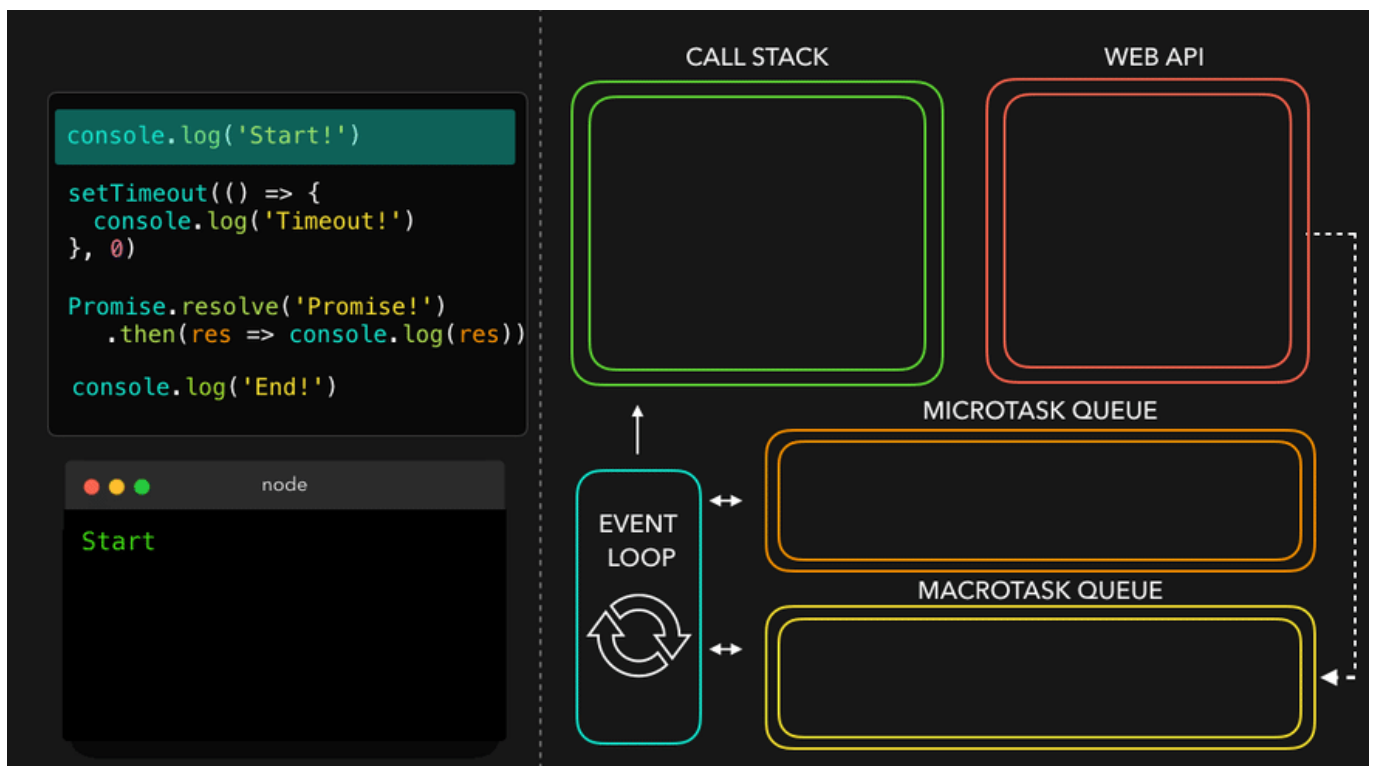 console.log('Start!')
setTimeout(() => {
  console.log('Timeout!')
}, 0)
Promise.resolve('Promise!')
   .then(res => console.log(res))
console.log('End!')
node
Start
CALL STACK
WEB API
MICROTASK QUEUE
EVENT
LOOP
MACROTASK QUEUE